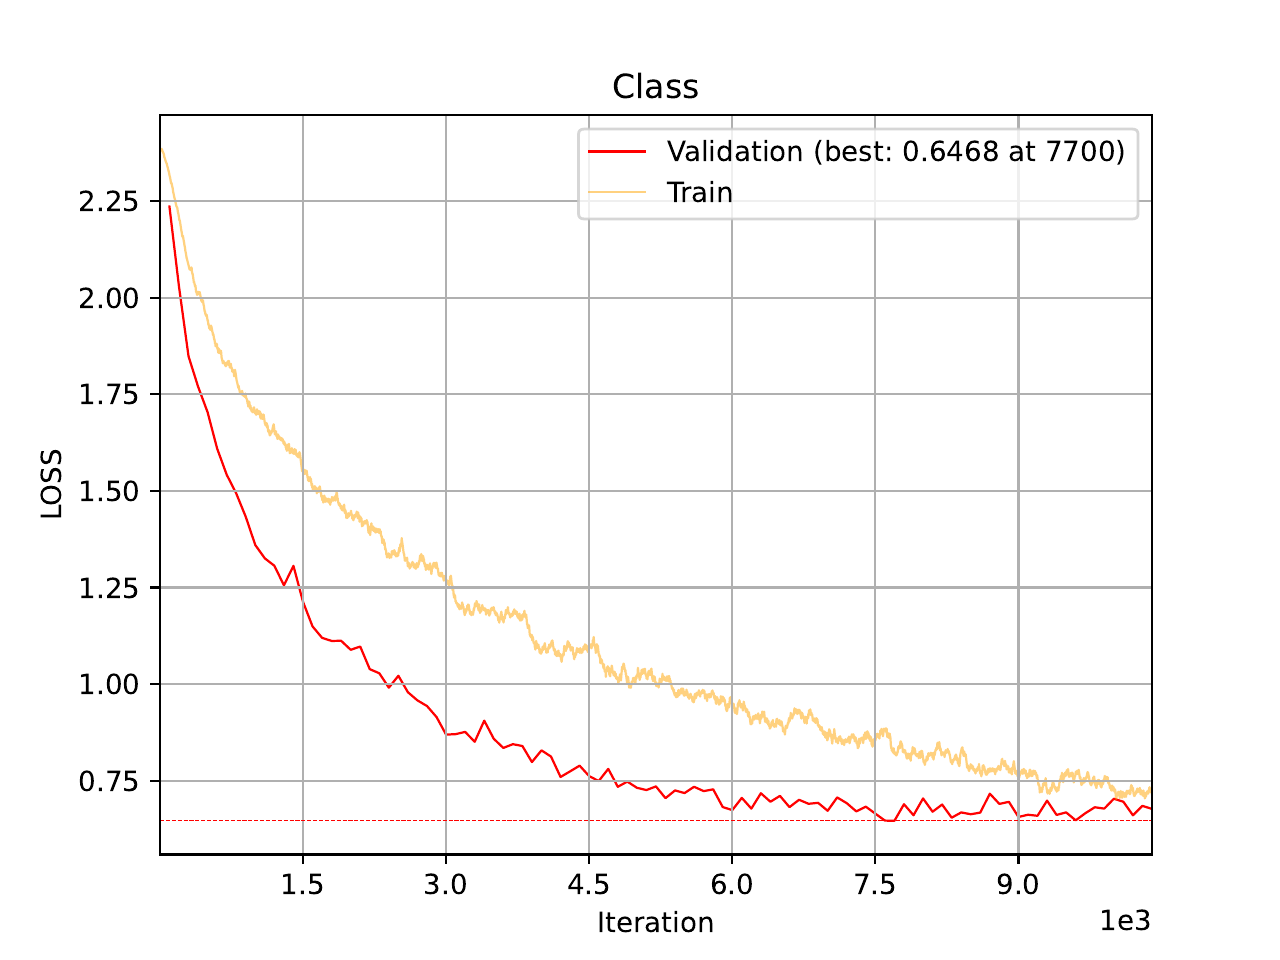 Class
Validation (best: 0.6468 at 7700)
Train
2.25
2.00
1.75
1.50
1.25
1.00
0.75
LOSS
1.5 3.0 4.5 6.0 7.5 9.0
Iteration
1e3